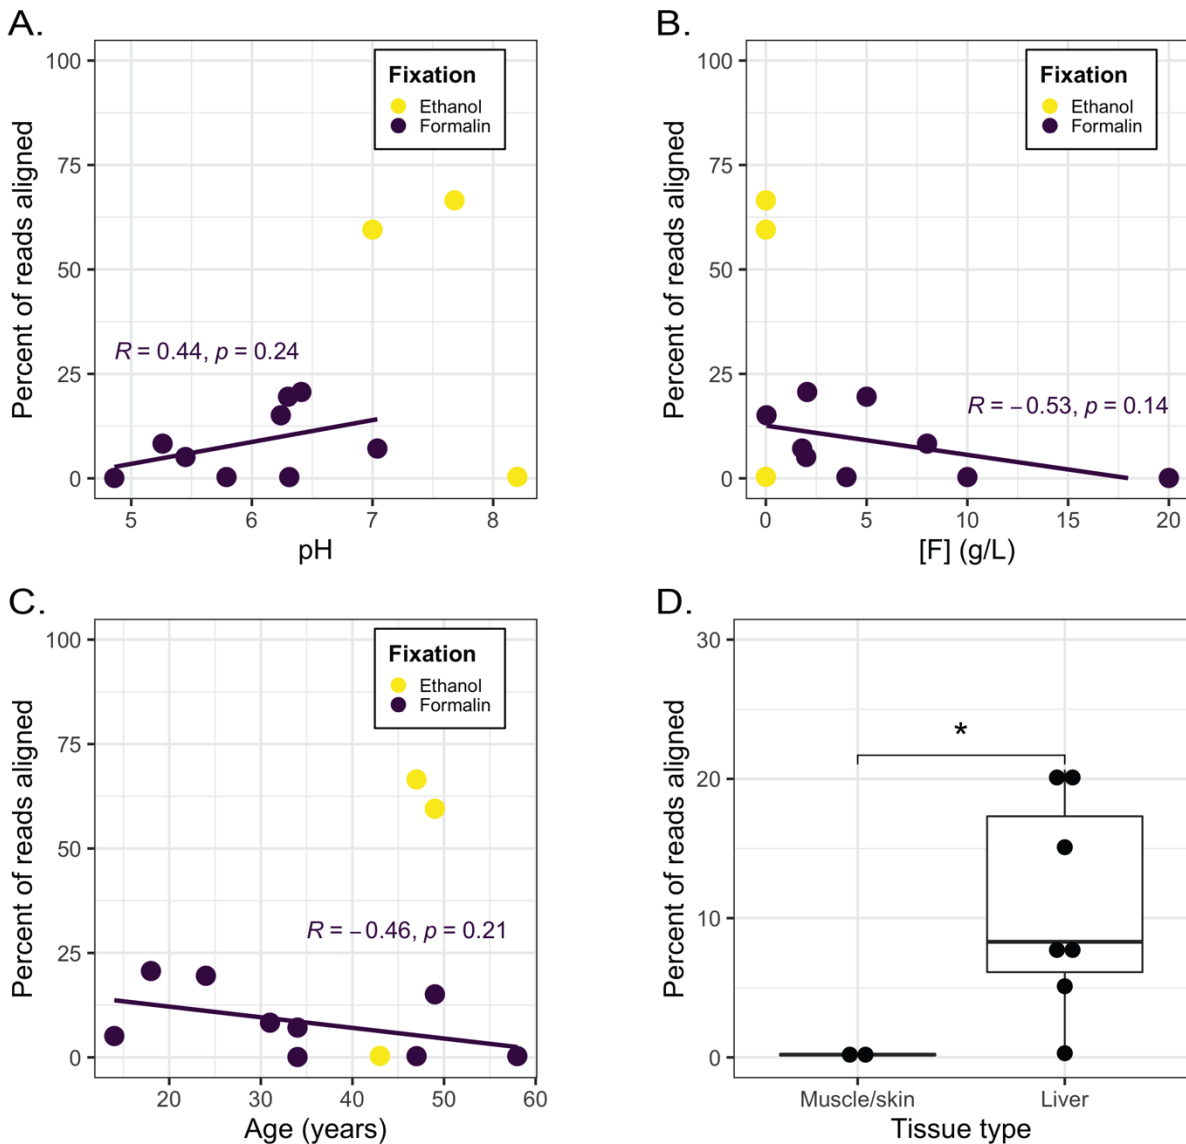 A.
Percent of reads aligned
100
75
50
25
0
Fixation
Ethanol
Formalin
R = 0.44, p = 0.24
5 6 7 8
pH
B.
Percent of reads aligned
100
75
50
25
0
Fixation
Ethanol
Formalin
R = −0.53, p = 0.14
0 5 10 15 20
[F] (g/L)
C.
Percent of reads aligned
100
75
50
25
0
Fixation
Ethanol
Formalin
R = −0.46, p = 0.21
20 30 40 50 60
Age (years)
D.
Percent of reads aligned
30
20
10
0
*
Muscle/skin Liver
Tissue type